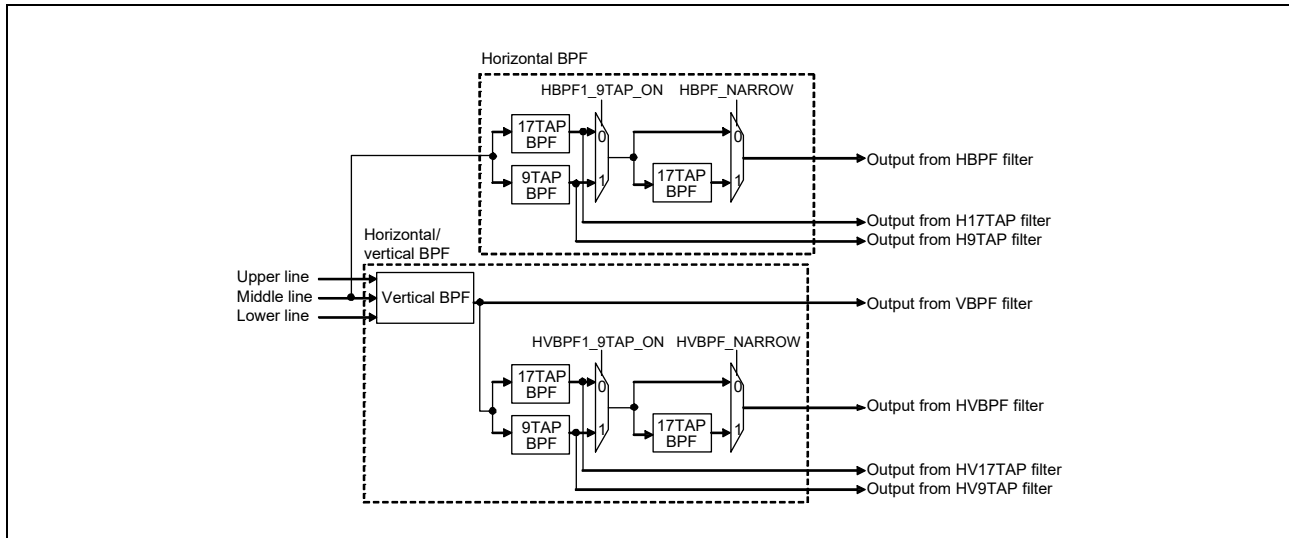 Horizontal BPF
HBPF1_9TAP_ON HBPF_NARROW
17TAP
BPF
0
0
Output from HBPF filter
9TAP
BPF
1
17TAP
BPF
1
Output from H17TAP filter
Output from H9TAP filter
Horizontal/
vertical BPF
Upper line
Middle line
Lower line
Vertical BPF
Output from VBPF filter
HVBPF1_9TAP_ON HVBPF_NARROW
17TAP
BPF
0
0
Output from HVBPF filter
9TAP
BPF
1
17TAP
BPF
1
Output from HV17TAP filter
Output from HV9TAP filter